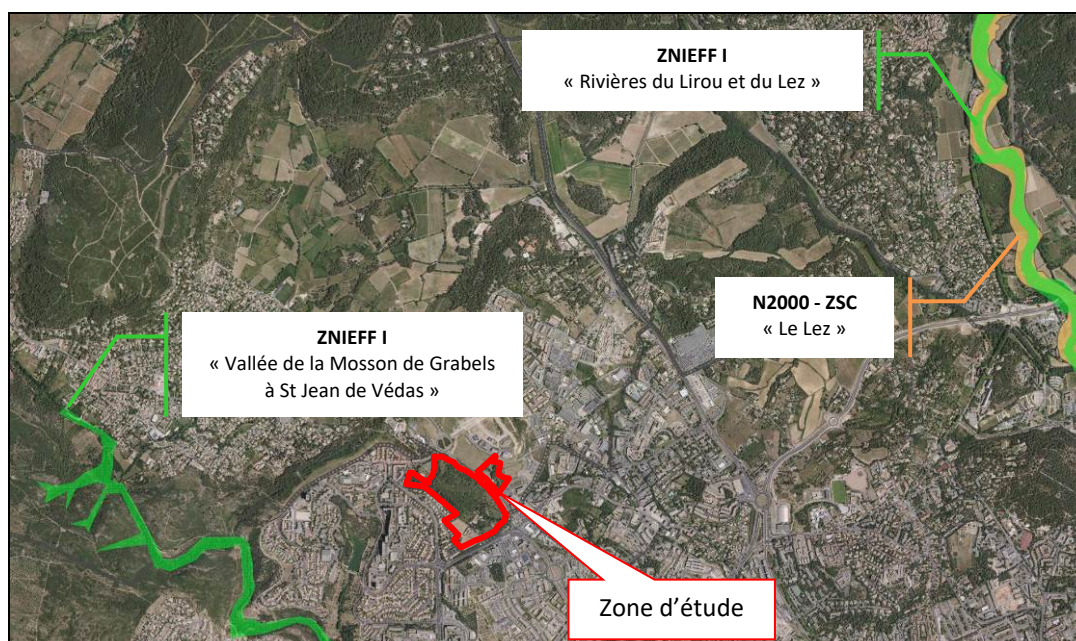 ZNIEFF I
« Rivières du Lirou et du Lez »
N2000 - ZSC
« Le Lez »
ZNIEFF I
« Vallée de la Mosson de Grabels
à St Jean de Védas »
Zone d'étude